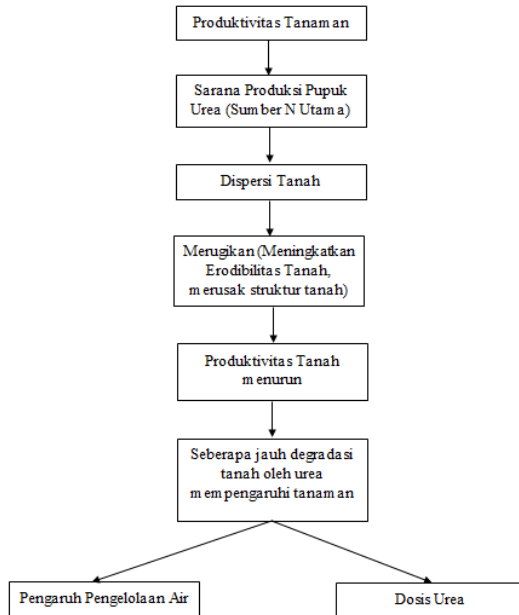 Produktivitas Tanaman
Sarana Produksi Pupuk
Urea (Sumber N Utama)
Dispersi Tanah
Merugikan (Meningkatkan
Erodibilitas Tanah,
merusak struktur tanah)
Produktivitas Tanah
menurun
Seberapa jauh degradasi
tanah oleh urea
mempengaruhi tanaman
Pengaruh Pengelolaan Air
Dosis Urea